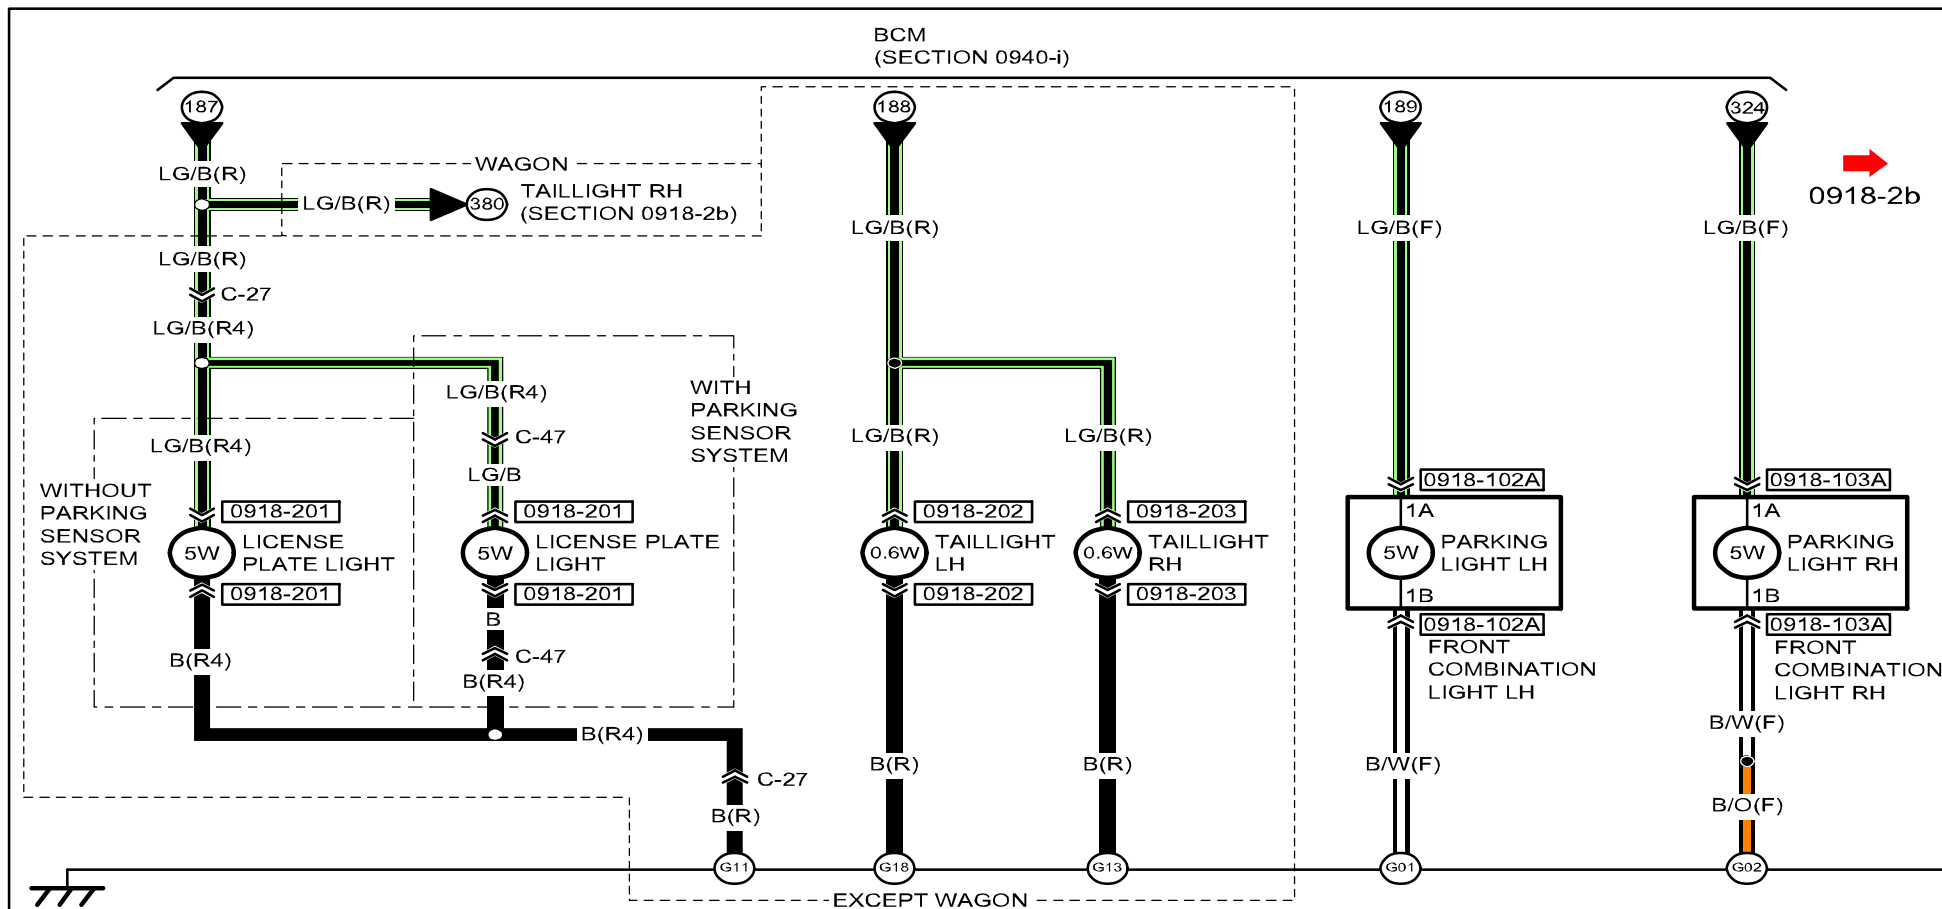 BCM
(SECTION 0940-i)
187
188
189
324
WAGON
LG/B(R)
LG/B(R)
380
TAILLIGHT RH
(SECTION 0918-2b)
0918-2b
LG/B(R)
LG/B(R)
LG/B(F)
LG/B(F)
C-27
LG/B(R4)
LG/B(R4)
WITH
PARKING
SENSOR
SYSTEM
LG/B(R4)
C-47
LG/B(R)
LG/B(R)
LG/B
WITHOUT
PARKING
SENSOR
SYSTEM
0918-201
0918-201
0918-202
0918-203
0918-102A
0918-103A
1A
1A
5W
LICENSE
PLATE LIGHT
5W
LICENSE PLATE
LIGHT
0.6W
TAILLIGHT
LH
0.6W
TAILLIGHT
RH
5W
PARKING
LIGHT LH
5W
PARKING
LIGHT RH
1B
1B
0918-201
0918-201
0918-202
0918-203
0918-102A
0918-103A
B
FRONT
COMBINATION
LIGHT LH
FRONT
COMBINATION
LIGHT RH
B(R4)
C-47
B(R4)
B(R4)
B/W(F)
C-27
B(R)
B(R)
B/W(F)
B(R)
B/O(F)
G11
G18
G13
G01
G02
EXCEPT WAGON